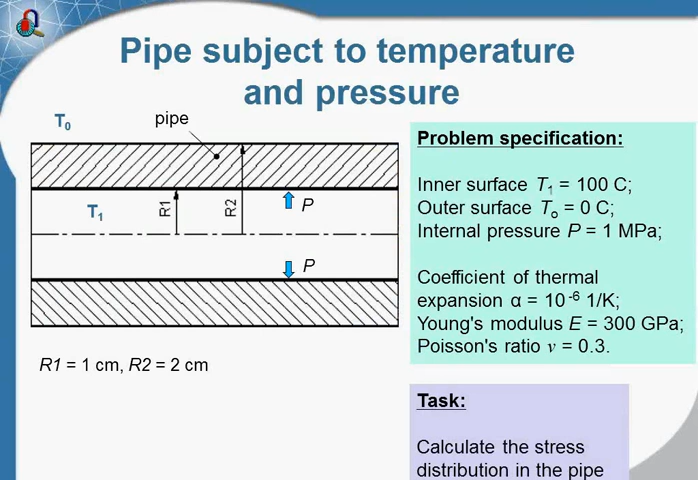 Pipe subject to temperature
and pressure
T₀
pipe
T₁
R1
R2
P
P
R1 = 1 cm, R2 = 2 cm
Problem specification:
Inner surface T₁ = 100 C;
Outer surface Tₒ = 0 C;
Internal pressure P = 1 MPa;
Coefficient of thermal
expansion α = 10⁻⁶ 1/K;
Young's modulus E = 300 GPa;
Poisson's ratio ν = 0.3.
Task:
Calculate the stress
distribution in the pipe